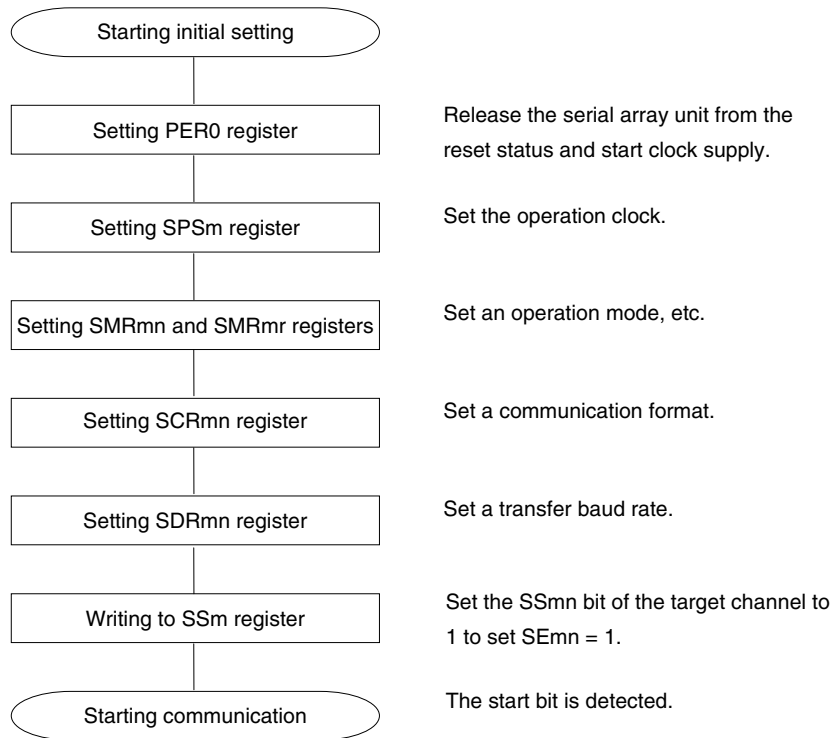 Starting initial setting
Setting PER0 register
Release the serial array unit from the
reset status and start clock supply.
Setting SPSm register
Set the operation clock.
Setting SMRmn and SMRmr registers
Set an operation mode, etc.
Setting SCRmn register
Set a communication format.
Setting SDRmn register
Set a transfer baud rate.
Writing to SSm register
Set the SSmn bit of the target channel to
1 to set SEmn = 1.
Starting communication
The start bit is detected.